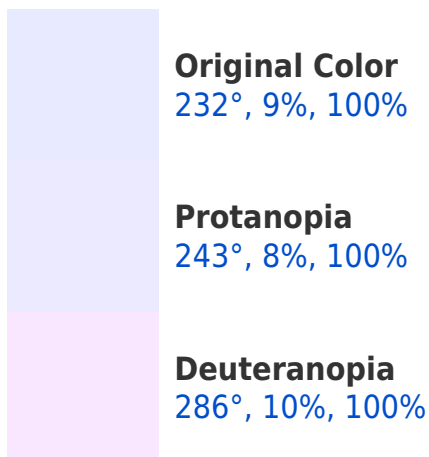 Original Color
232°, 9%, 100%
Protanopia
243°, 8%, 100%
Deuteranopia
286°, 10%, 100%